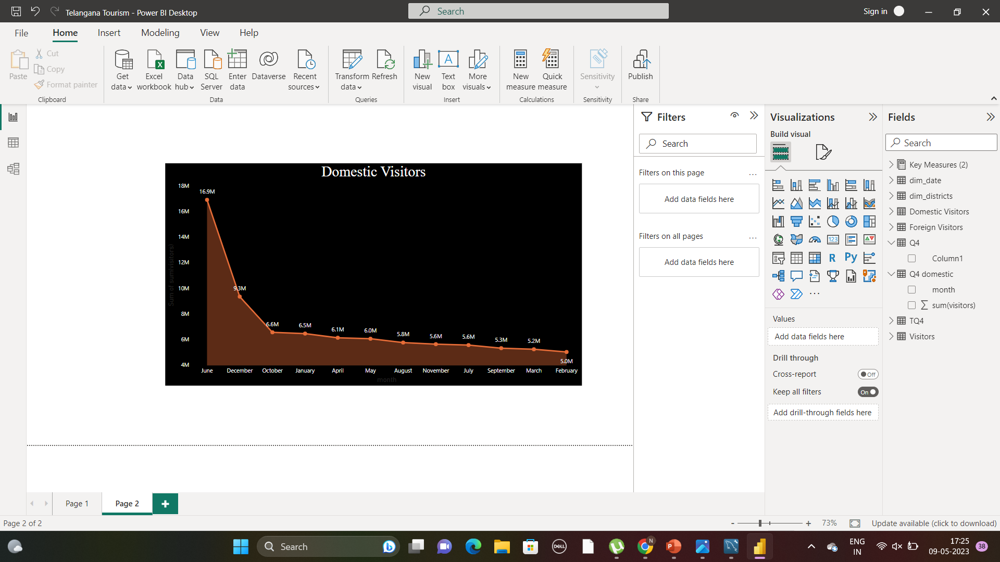 Telangana Tourism - Power BI Desktop
Search
Sign in
File Home Insert Modeling View Help
Paste
Cut
Copy
Format painter
Clipboard
Get data
Excel workbook
Data hub
SQL Server
Enter data
Dataverse
Recent sources
Data
Transform data
Refresh
Queries
New visual
Text box
More visuals
Insert
New measure
Quick measure
Calculations
Sensitivity
Sensitivity
Publish
Share
Domestic Visitors
18M
16M
14M
12M
10M
8M
6M
4M
Sum of sum(visitors)
16.9M
9.3M
6.6M
6.5M
6.1M
6.0M
5.8M
5.6M
5.6M
5.3M
5.2M
5.0M
June December October January April May August November July September March February
month
Filters
Search
Filters on this page
...
Add data fields here
Filters on all pages
...
Add data fields here
Visualizations
Build visual
123
R
Py
...
Values
Add data fields here
Drill through
Cross-report
Off
Keep all filters
On
Add drill-through fields here
Fields
Search
Key Measures (2)
dim_date
dim_districts
Domestic Visitors
Foreign Visitors
Q4
Column1
Q4 domestic
month
∑ sum(visitors)
TQ4
Visitors
Page 1
Page 2
+
Page 2 of 2
- + 73%
Update available (click to download)
Search
DELL
N
P
ENG
IN
17:25
09-05-2023
38